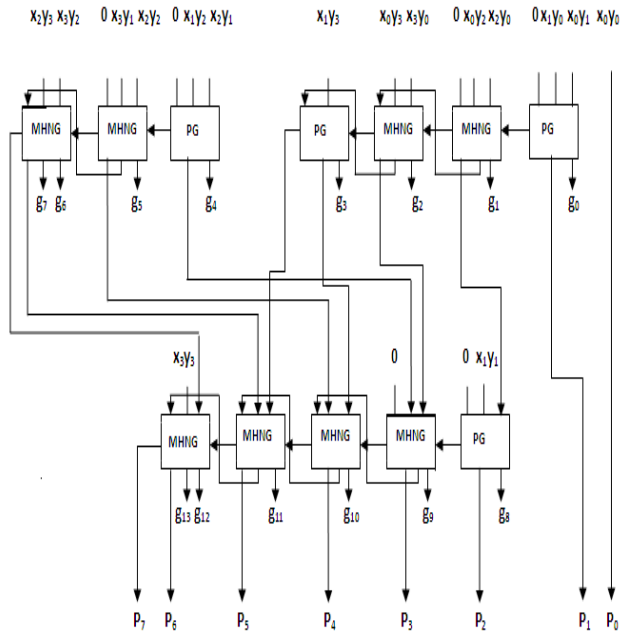 x₂y₃ x₃y₂ 0 x₃y₁ x₂y₂ 0 x₁y₂ x₂y₁ x₁y₃ x₀y₃ x₃y₀ 0 x₀y₂ x₂y₀ 0 x₁y₀ x₀y₁ x₀y₀
MHNG MHNG PG PG MHNG MHNG PG
g₇ g₆ g₅ g₄ g₃ g₂ g₁ g₀
x₃y₃ 0 0 x₁y₁
MHNG MHNG MHNG MHNG PG
g₁₃ g₁₂ g₁₁ g₁₀ g₉ g₈
P₇ P₆ P₅ P₄ P₃ P₂ P₁ P₀